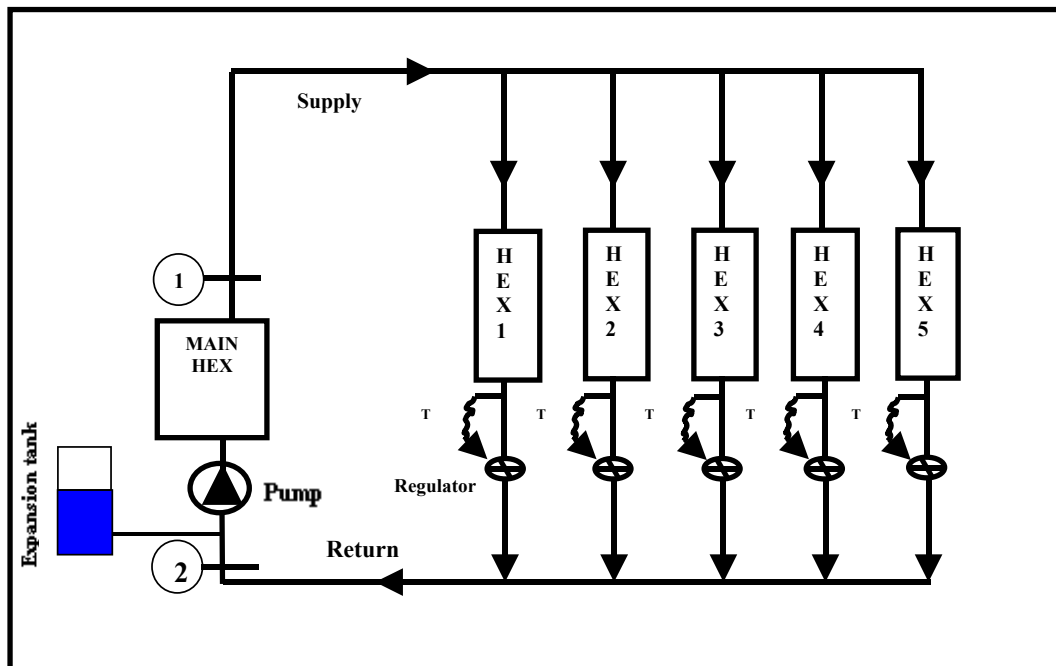 Supply
H
E
X
1
H
E
X
2
H
E
X
3
H
E
X
4
H
E
X
5
1
MAIN
HEX
T
T
T
T
T
Expansion tank
Regulator
Pump
Return
2